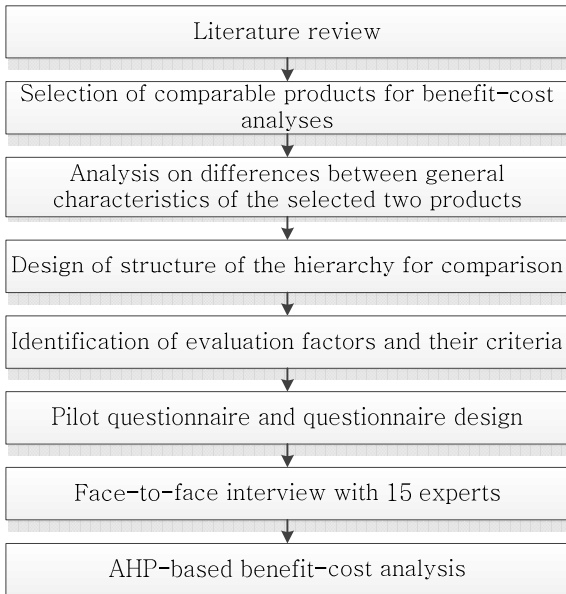 Literature review
Selection of comparable products for benefit-cost
analyses
Analysis on differences between general
characteristics of the selected two products
Design of structure of the hierarchy for comparison
Identification of evaluation factors and their criteria
Pilot questionnaire and questionnaire design
Face-to-face interview with 15 experts
AHP-based benefit-cost analysis